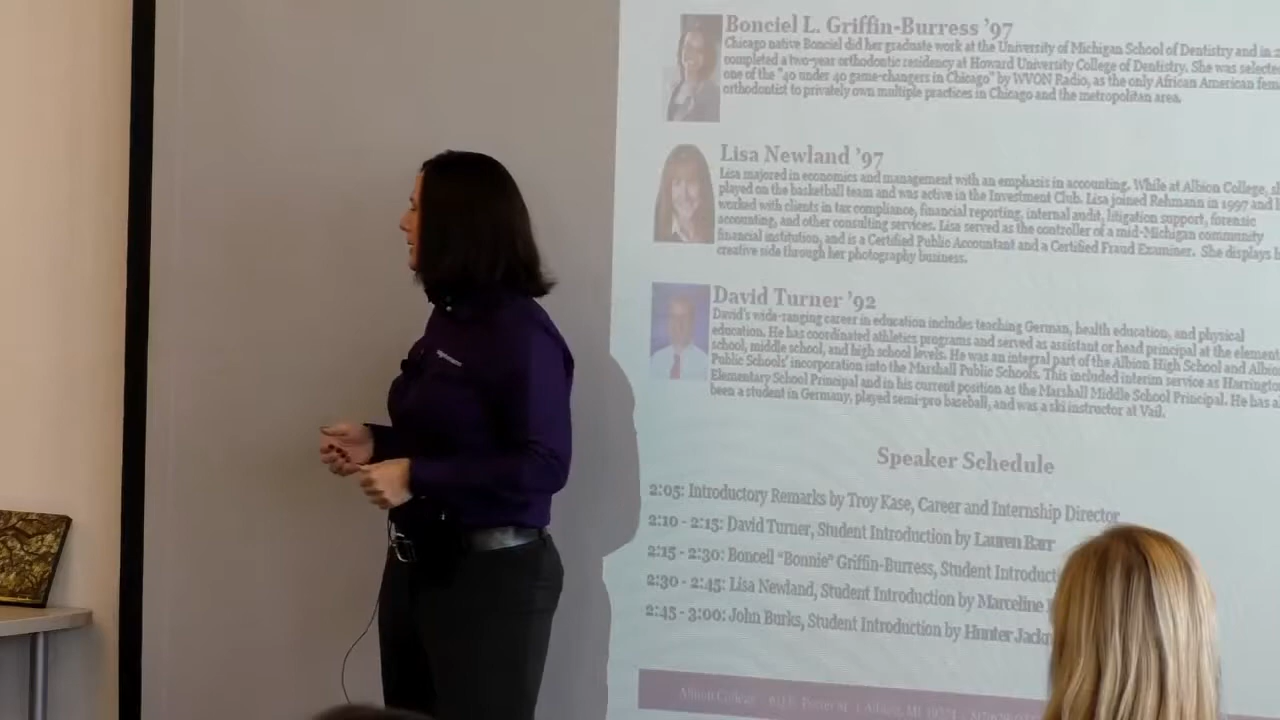 Bonciel L. Griffin-Burress ’97
Chicago native Bonciel did her graduate work at the University of Michigan School of Dentistry and in
completed a two-year orthodontic residency at Howard University College of Dentistry. She was
one of the "40 under 40 game-changers in Chicago" by WVON Radio, as the only African American
orthodontist to privately own multiple practices in Chicago and the metropolitan area.
Lisa Newland ’97
Lisa majored in economics and management with an emphasis in accounting. While at Albion College,
played on the basketball team and was active in the Investment Club. Lisa joined Rehmann in 1997 and
worked with clients in tax compliance, financial reporting, internal audit, litigation support, forensic
accounting, and other consulting services. Lisa served as the controller of a mid-Michigan community
financial institution, and is a Certified Public Accountant and a Certified Fraud Examiner. She displays
creative side through her photography business.
David Turner ’92
David's wide-ranging career in education includes teaching German, health education, and physical
education. He has coordinated athletics programs and served as assistant or head principal at the
school, middle school, and high school levels. He was an integral part of the Albion High School and
Public Schools' incorporation into the Marshall Public Schools. This included interim service as
Elementary School Principal and in his current position as the Marshall Middle School Principal. He has
been a student in Germany, played semi-pro baseball, and was a ski instructor at Vail.
Speaker Schedule
2:05: Introductory Remarks by Troy Kase, Career and Internship Director
2:10 - 2:15: David Turner, Student Introduction by Lauren Barr
2:15 - 2:30: Boncell “Bonnie” Griffin-Burress, Student
2:30 - 2:45: Lisa Newland, Student Introduction by Marceline
2:45 - 3:00: John Burks, Student Introduction by Hunter
Albion College